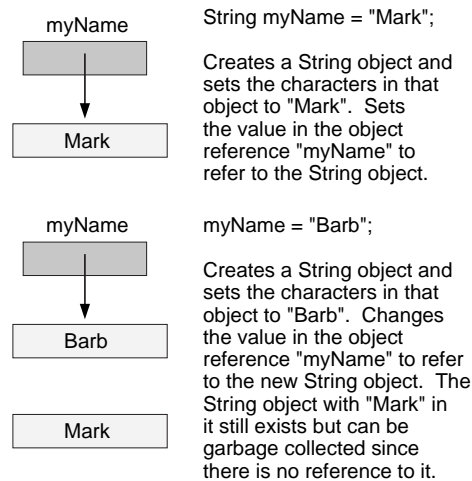 myName
String myName = "Mark";
Creates a String object and
sets the characters in that
object to "Mark". Sets
the value in the object
reference "myName" to
refer to the String object.
Mark
myName
myName = "Barb";
Creates a String object and
sets the characters in that
object to "Barb". Changes
the value in the object
reference "myName" to refer
to the new String object. The
String object with "Mark" in
it still exists but can be
garbage collected since
there is no reference to it.
Barb
Mark